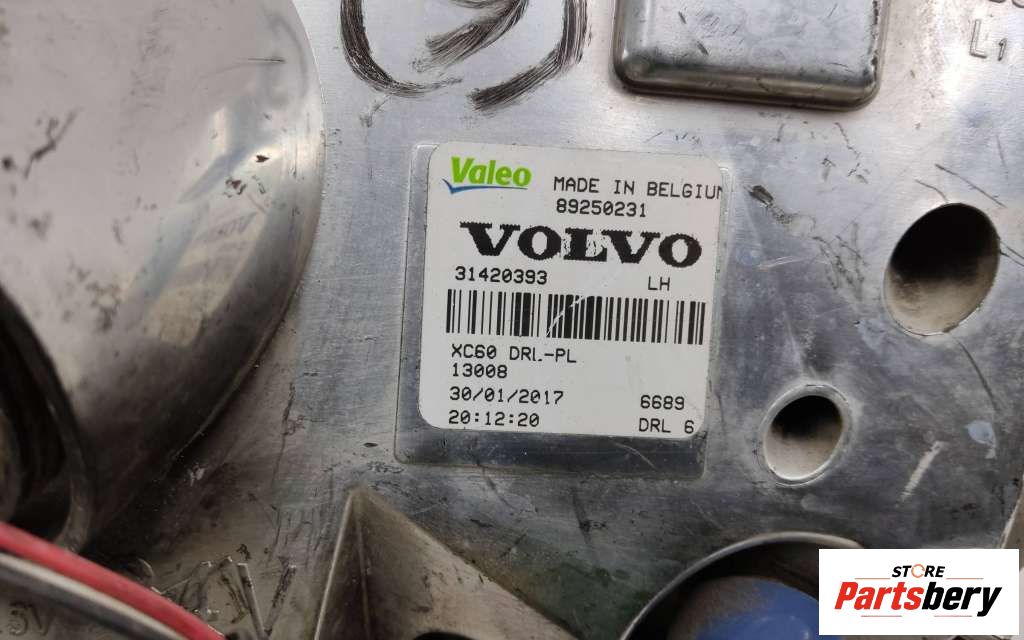 L1
Valeo
MADE IN BELGIUM
89250231
VOLVO
31420393 LH
XC60 DRL-PL
13008
30/01/2017 6689
20:12:20 DRL 6
STORE
Partsbery